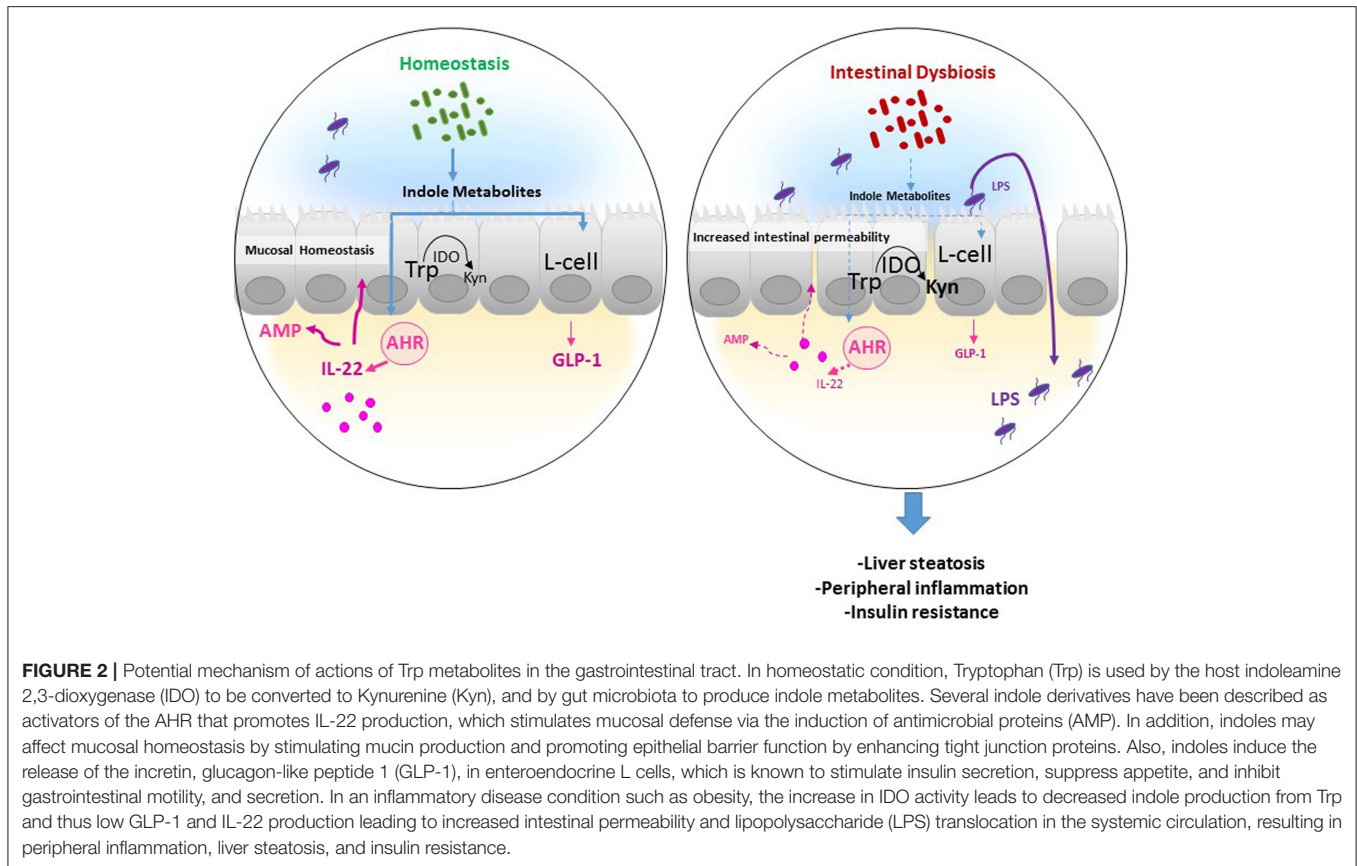 Homeostasis
Indole Metabolites
Mucosal Homeostasis
Trp
IDO
Kyn
L-cell
AMP
IL-22
AHR
GLP-1
Intestinal Dysbiosis
LPS
Indole Metabolites
Increased intestinal permeability
Trp
IDO
Kyn
L-cell
AMP
IL-22
AHR
GLP-1
LPS
-Liver steatosis
-Peripheral inflammation
-Insulin resistance
FIGURE 2 | Potential mechanism of actions of Trp metabolites in the gastrointestinal tract. In homeostatic condition, Tryptophan (Trp) is used by the host indoleamine
2,3-dioxygenase (IDO) to be converted to Kynurenine (Kyn), and by gut microbiota to produce indole metabolites. Several indole derivatives have been described as
activators of the AHR that promotes IL-22 production, which stimulates mucosal defense via the induction of antimicrobial proteins (AMP). In addition, indoles may
affect mucosal homeostasis by stimulating mucin production and promoting epithelial barrier function by enhancing tight junction proteins. Also, indoles induce the
release of the incretin, glucagon-like peptide 1 (GLP-1), in enteroendocrine L cells, which is known to stimulate insulin secretion, suppress appetite, and inhibit
gastrointestinal motility, and secretion. In an inflammatory disease condition such as obesity, the increase in IDO activity leads to decreased indole production from Trp
and thus low GLP-1 and IL-22 production leading to increased intestinal permeability and lipopolysaccharide (LPS) translocation in the systemic circulation, resulting in
peripheral inflammation, liver steatosis, and insulin resistance.